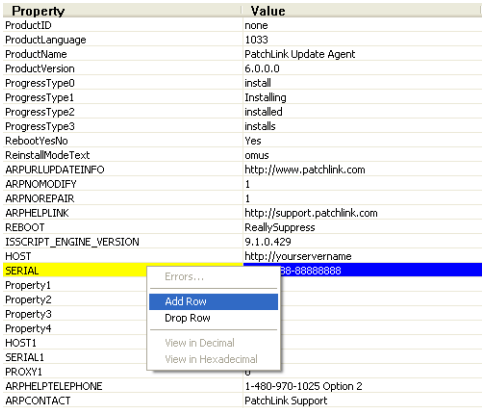 Property Value
ProductID none
ProductLanguage 1033
ProductName PatchLink Update Agent
ProductVersion 6.0.0.0
ProgressType0 install
ProgressType1 Installing
ProgressType2 installed
ProgressType3 installs
RebootYesNo Yes
ReinstallModeText omus
ARPURLUPDATEINFO http://www.patchlink.com
ARPNOMODIFY 1
ARPNOREPAIR 1
ARPHELPLINK http://support.patchlink.com
REBOOT ReallySuppress
ISSCRIPT_ENGINE_VERSION 9.1.0.429
HOST http://yourservername
SERIAL 88-88888888
Errors...
Property1
Property2 Add Row
Property3 Drop Row
Property4
HOST1 View in Decimal
SERIAL1 View in Hexadecimal
PROXY1 0
ARPHELPTELEPHONE 1-480-970-1025 Option 2
ARPCONTACT PatchLink Support